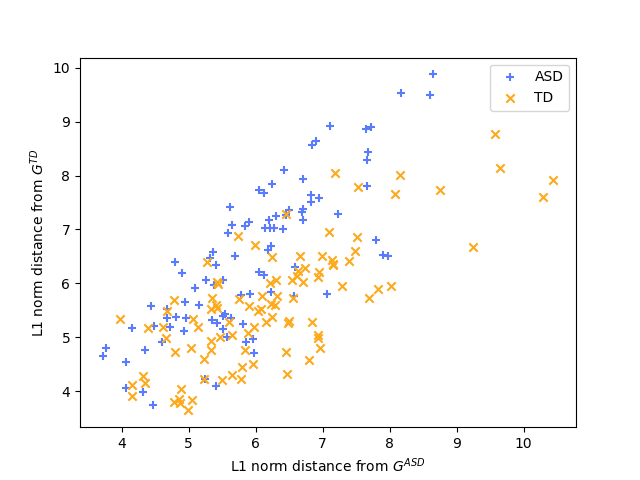 ASD
TD
10
9
8
7
6
5
4
L1 norm distance from G^{TD}
4 5 6 7 8 9 10
L1 norm distance from G^{ASD}